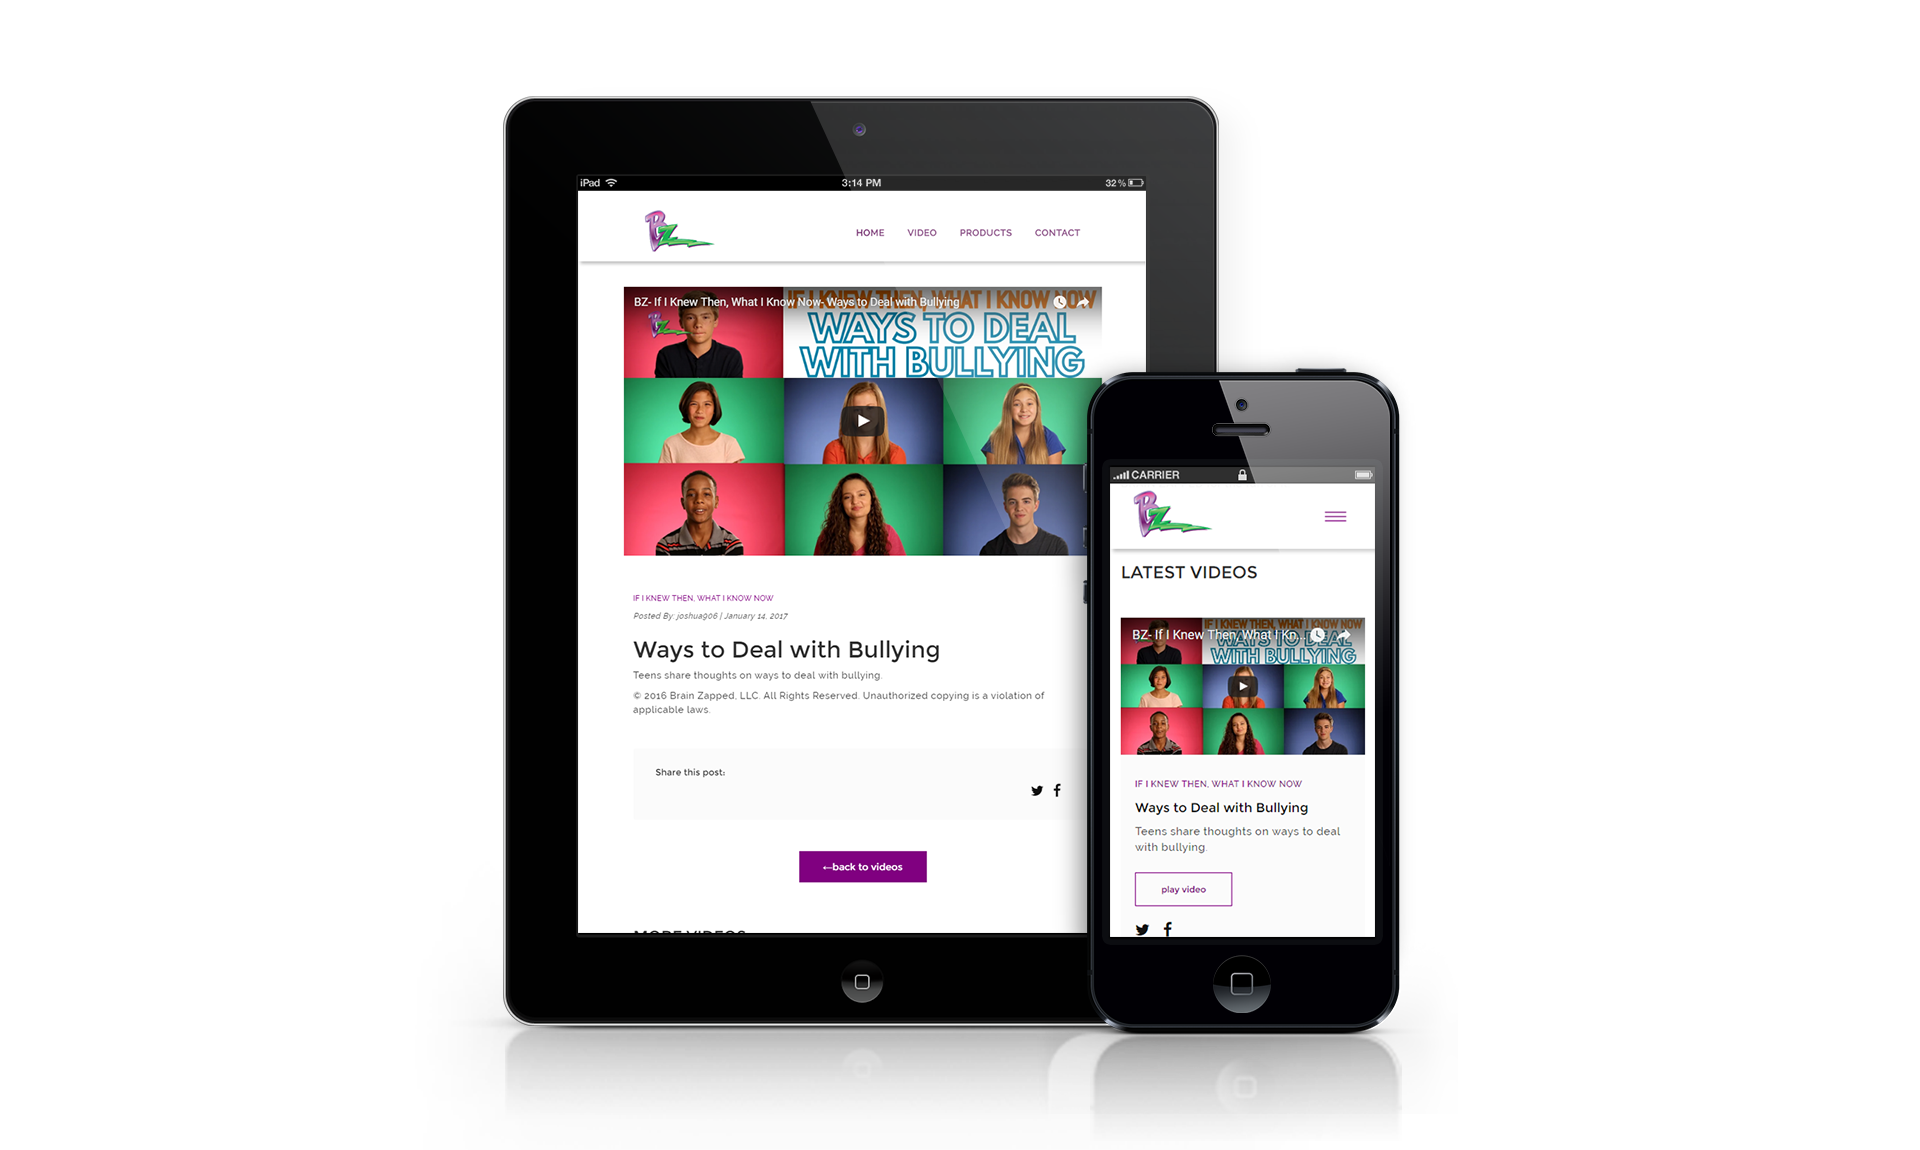 iPad
3:14 PM
32%
BZ
HOME VIDEO PRODUCTS CONTACT
BZ- If I Knew Then, What I Know Now- Ways to Deal with Bullying
IF I KNEW THEN, WHAT I KNOW NOW
WAYS TO DEAL
WITH BULLYING
BZ
IF I KNEW THEN, WHAT I KNOW NOW
Posted By: joshua906 | January 14, 2017
Ways to Deal with Bullying
Teens share thoughts on ways to deal with bullying.
© 2016 Brain Zapped, LLC. All Rights Reserved. Unauthorized copying is a violation of
applicable laws.
Share this post:
←back to videos
MORE VIDEOS
CARRIER
BZ
LATEST VIDEOS
BZ- If I Knew Then, What I Kn...
IF I KNEW THEN, WHAT I KNOW NOW
WAYS TO DEAL
WITH BULLYING
IF I KNEW THEN, WHAT I KNOW NOW
Ways to Deal with Bullying
Teens share thoughts on ways to deal
with bullying.
play video